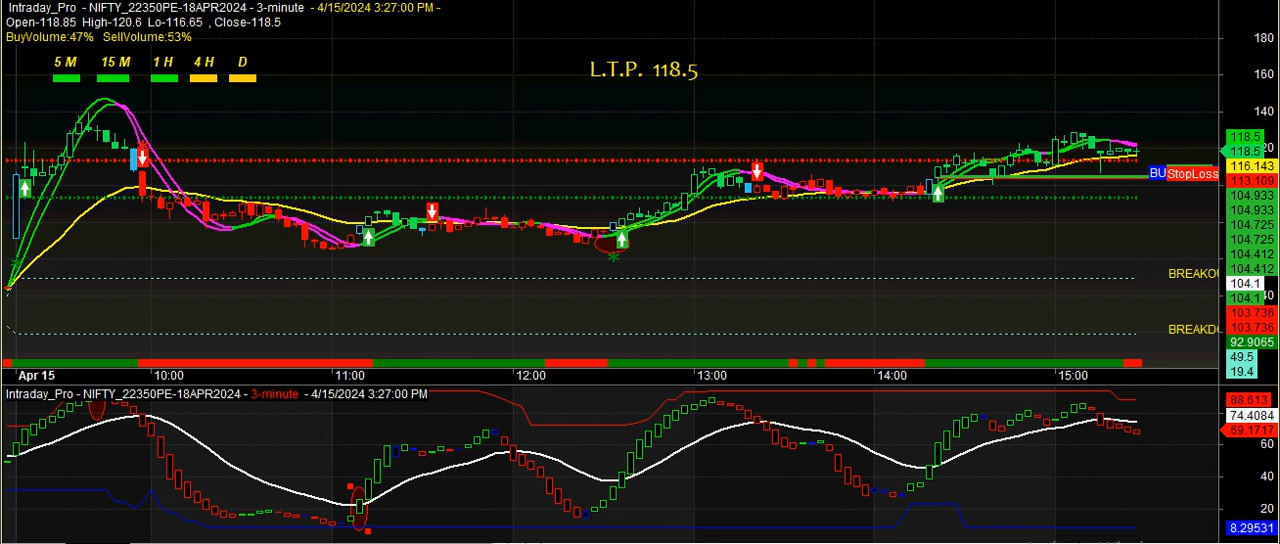 Intraday_Pro - NIFTY_22350PE-18APR2024 - 3-minute - 4/15/2024 3:27:00 PM -
Open-118.85 High-120.6 Lo-116.65 , Close-118.5
BuyVolume:47% SellVolume:53%
5 M 15 M 1 H 4 H D
L.T.P. 118.5
180
160
140
118.5
20
118.5
116.143
BU StopLoss
113.109
104.933
104.933
104.725
104.725
104.412
104.412
BREAKO
104.1
104.1
40
103.736
103.736
BREAKD
92.9065
49.5
19.4
Apr 15 10:00 11:00 12:00 13:00 14:00 15:00
Intraday_Pro - NIFTY_22350PE-18APR2024 - 3-minute - 4/15/2024 3:27:00 PM
88.613
74.4084
69.1717
60
40
20
8.29531